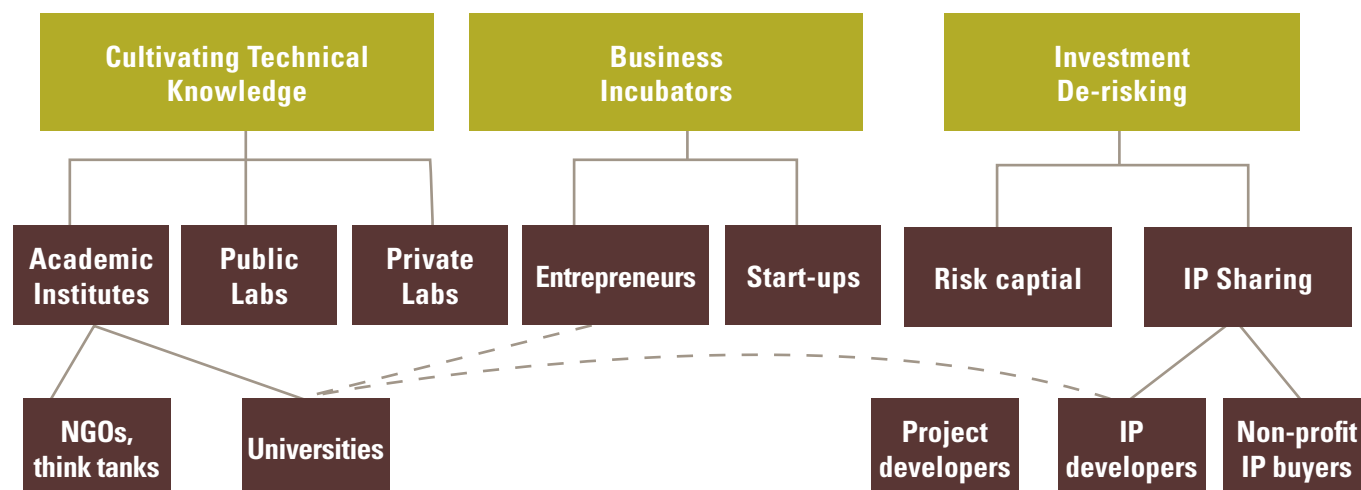 Cultivating Technical
Knowledge
Business
Incubators
Investment
De-risking
Academic
Institutes
Public
Labs
Private
Labs
Entrepreneurs
Start-ups
Risk captial
IP Sharing
NGOs,
think tanks
Universities
Project
developers
IP
developers
Non-profit
IP buyers